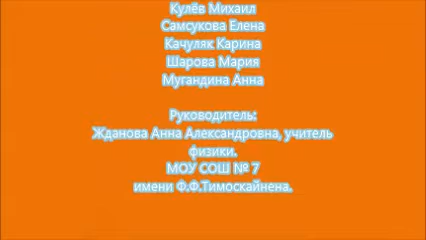 Кулёв Михаил
Самсукова Елена
Качуляк Карина
Шарова Мария
Мугандина Анна
Руководитель:
Жданова Анна Александровна, учитель
физики.
МОУ СОШ № 7
имени Ф.Ф.Тимоскайнена.